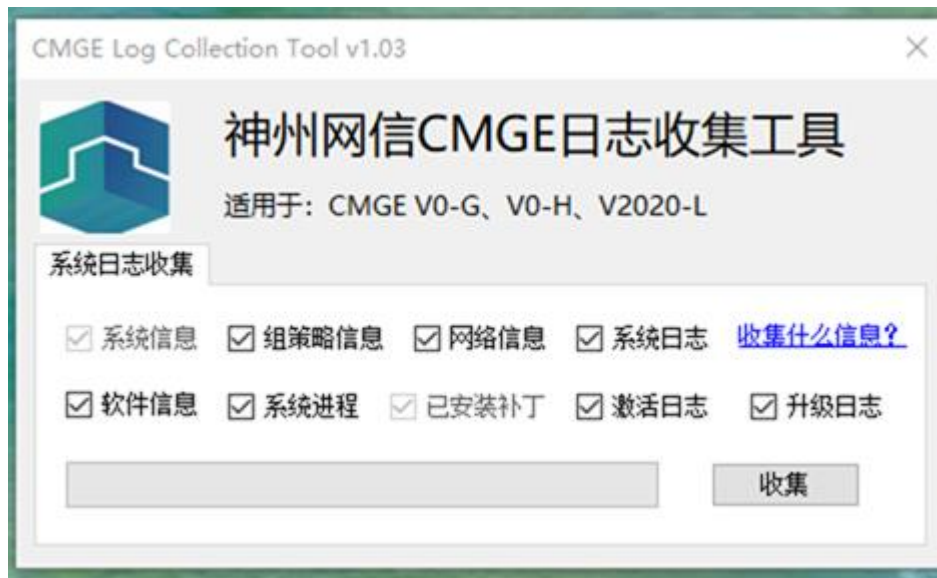 CMGE Log Collection Tool v1.03
神州网信CMGE日志收集工具
适用于：CMGE V0-G、V0-H、V2020-L
系统日志收集
系统信息 组策略信息 网络信息 系统日志 收集什么信息？
软件信息 系统进程 已安装补丁 激活日志 升级日志
收集